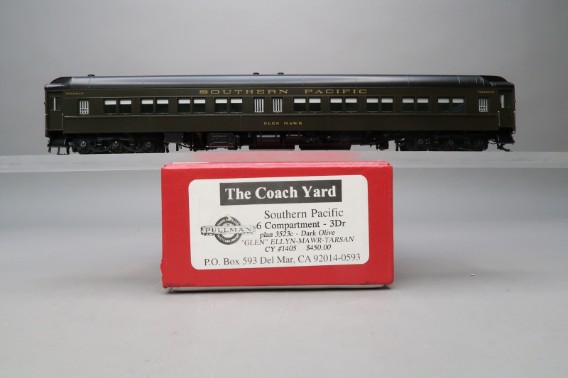 SOUTHERN PACIFIC
GLEN MAWR
The Coach Yard
Southern Pacific
PULLMAN
6 Compartment - 3Dr
plan 3523c - Dark Olive
"GLEN" ELLYN-MAWR-TARSAN
CY #1405 $450.00
P.O. Box 593 Del Mar, CA 92014-0593